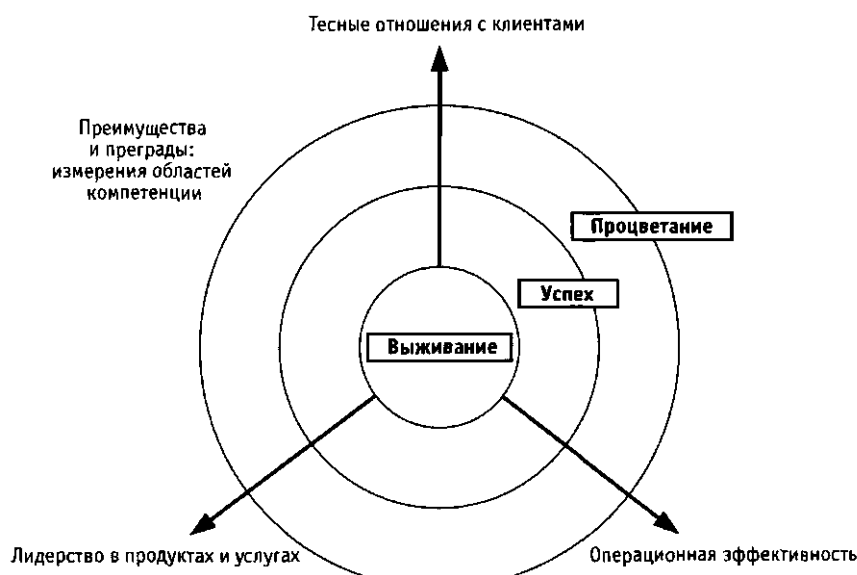 Тесные отношения с клиентами
Преимущества
и преграды:
измерения областей
компетенции
Процветание
Успех
Выживание
Лидерство в продуктах и услугах
Операционная эффективность